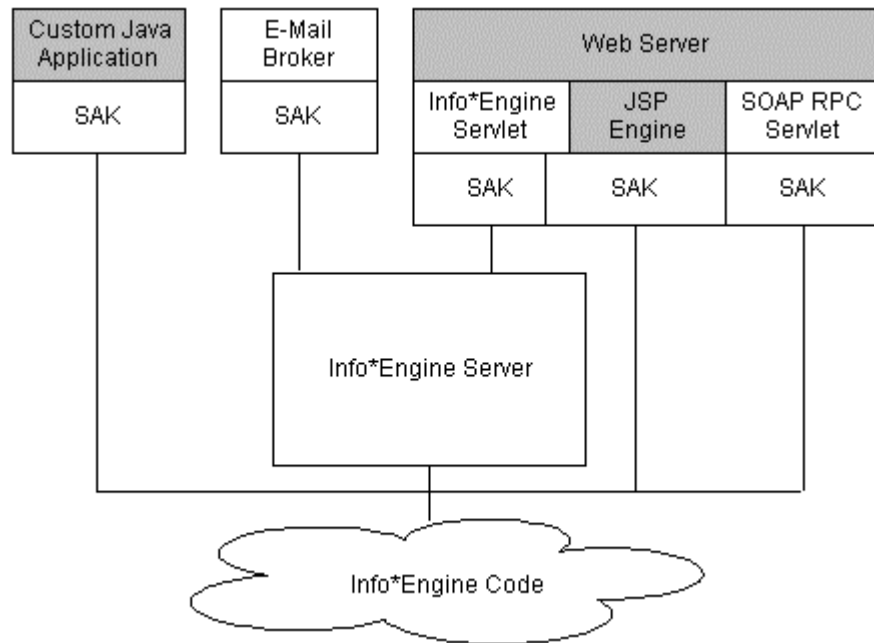 Custom Java
Application
E-Mail
Broker
Web Server
SAK
SAK
Info*Engine
Servlet
JSP
Engine
SOAP RPC
Servlet
SAK
SAK
SAK
Info*Engine Server
Info*Engine Code